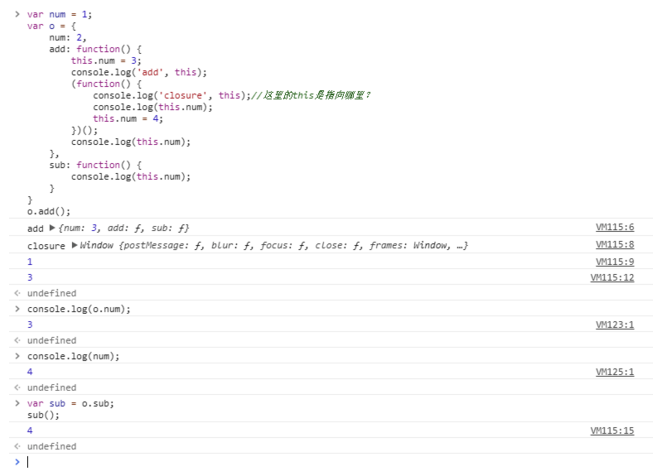 > var num = 1;
var o = {
    num: 2,
    add: function() {
        this.num = 3;
        console.log('add', this);
        (function() {
            console.log('closure', this);//这里的this是指向哪里？
            console.log(this.num);
            this.num = 4;
        })();
        console.log(this.num);
    },
    sub: function() {
        console.log(this.num);
    }
}
o.add();
add ▶{num: 3, add: ƒ, sub: ƒ} VM115:6
closure ▶Window {postMessage: ƒ, blur: ƒ, focus: ƒ, close: ƒ, frames: Window, …} VM115:8
1 VM115:9
3 VM115:12
< undefined
> console.log(o.num);
3 VM123:1
< undefined
> console.log(num);
4 VM125:1
< undefined
> var sub = o.sub;
sub();
4 VM115:15
< undefined
>